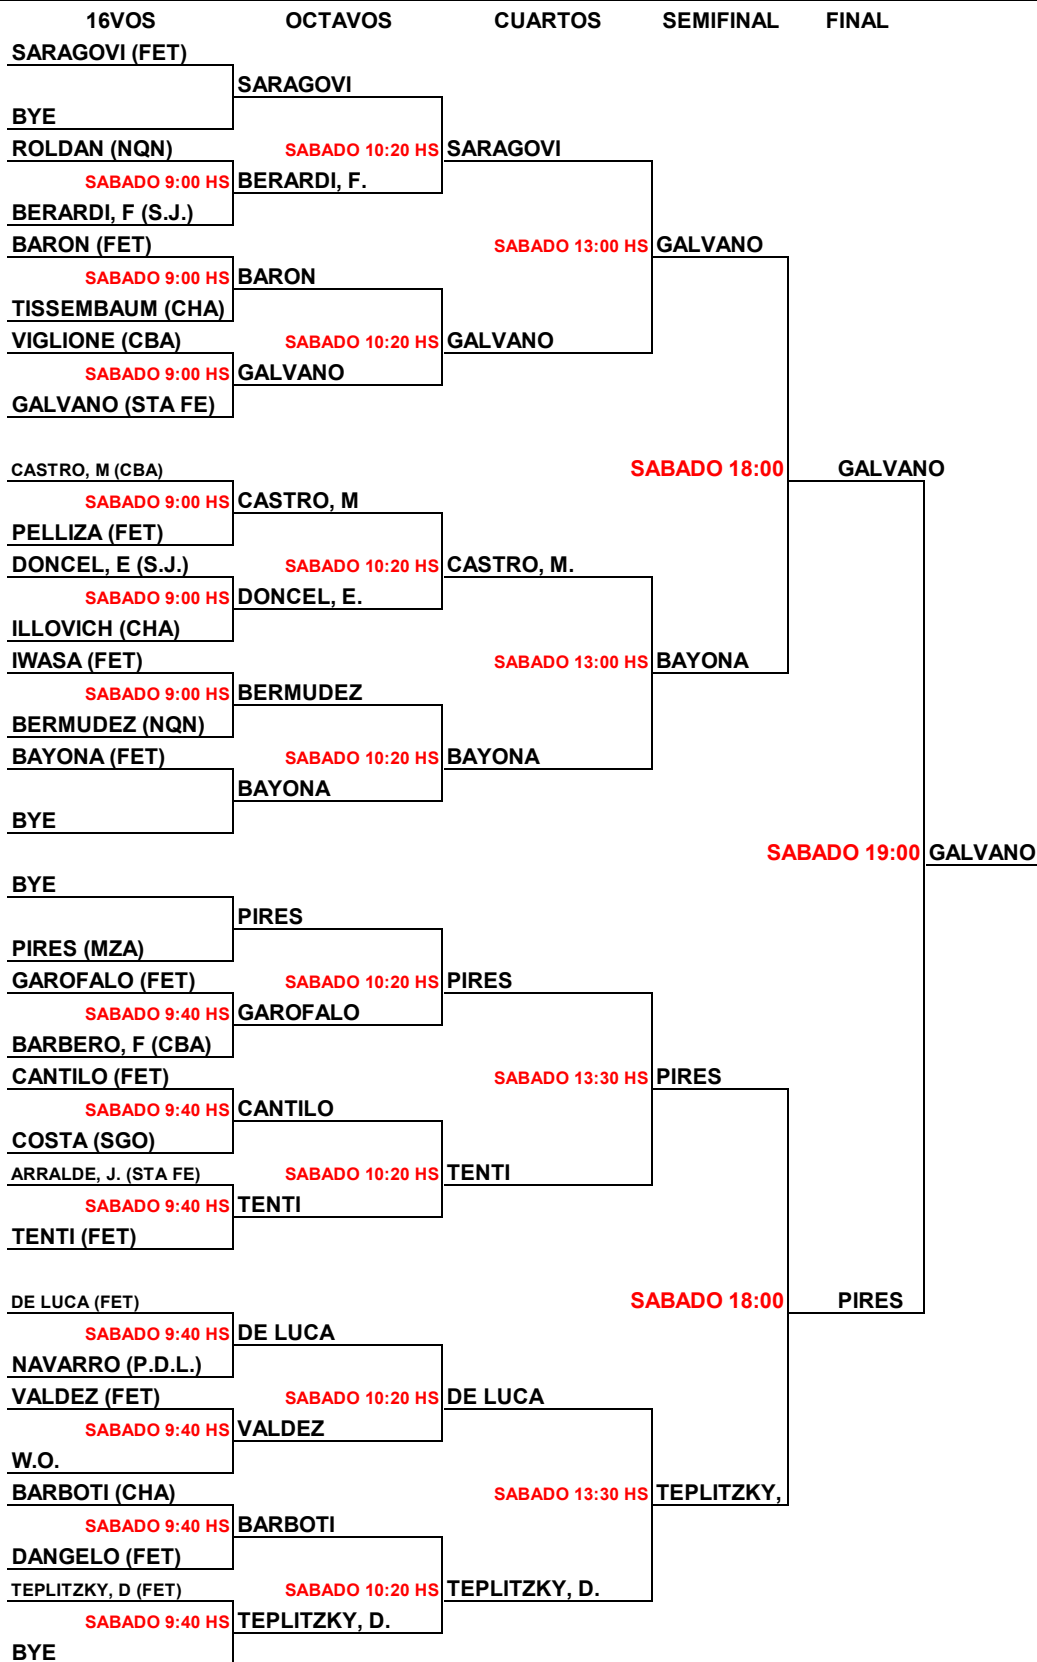 16VOS OCTAVOS CUARTOS SEMIFINAL FINAL
SARAGOVI (FET)
SARAGOVI
BYE
ROLDAN (NQN) SABADO 10:20 HS SARAGOVI
SABADO 9:00 HS BERARDI, F.
BERARDI, F (S.J.)
BARON (FET) SABADO 13:00 HS GALVANO
SABADO 9:00 HS BARON
TISSEMBAUM (CHA)
VIGLIONE (CBA) SABADO 10:20 HS GALVANO
SABADO 9:00 HS GALVANO
GALVANO (STA FE)
CASTRO, M (CBA) SABADO 18:00 GALVANO
SABADO 9:00 HS CASTRO, M
PELLIZA (FET)
DONCEL, E (S.J.) SABADO 10:20 HS CASTRO, M.
SABADO 9:00 HS DONCEL, E.
ILLOVICH (CHA)
IWASA (FET) SABADO 13:00 HS BAYONA
SABADO 9:00 HS BERMUDEZ
BERMUDEZ (NQN)
BAYONA (FET) SABADO 10:20 HS BAYONA
BAYONA
BYE
SABADO 19:00 GALVANO
BYE
PIRES
PIRES (MZA)
GAROFALO (FET) SABADO 10:20 HS PIRES
SABADO 9:40 HS GAROFALO
BARBERO, F (CBA)
CANTILO (FET) SABADO 13:30 HS PIRES
SABADO 9:40 HS CANTILO
COSTA (SGO)
ARRALDE, J. (STA FE) SABADO 10:20 HS TENTI
SABADO 9:40 HS TENTI
TENTI (FET)
DE LUCA (FET) SABADO 18:00 PIRES
SABADO 9:40 HS DE LUCA
NAVARRO (P.D.L.)
VALDEZ (FET) SABADO 10:20 HS DE LUCA
SABADO 9:40 HS VALDEZ
W.O.
BARBOTI (CHA) SABADO 13:30 HS TEPLITZKY,
SABADO 9:40 HS BARBOTI
DANGELO (FET)
TEPLITZKY, D (FET) SABADO 10:20 HS TEPLITZKY, D.
SABADO 9:40 HS TEPLITZKY, D.
BYE